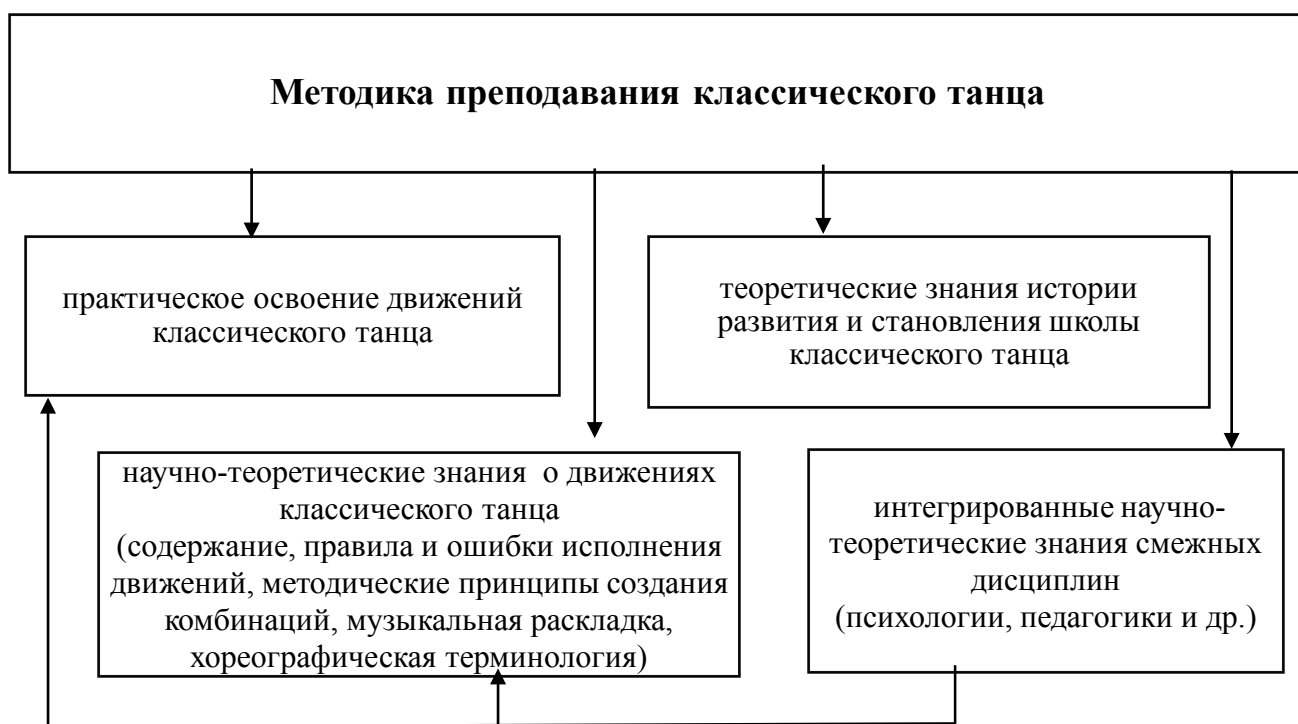 Методика преподавания классического танца
практическое освоение движений
классического танца
теоретические знания истории
развития и становления школы
классического танца
научно-теоретические знания о движениях
классического танца
(содержание, правила и ошибки исполнения
движений, методические принципы создания
комбинаций, музыкальная раскладка,
хореографическая терминология)
интегрированные научно-
теоретические знания смежных
дисциплин
(психологии, педагогики и др.)